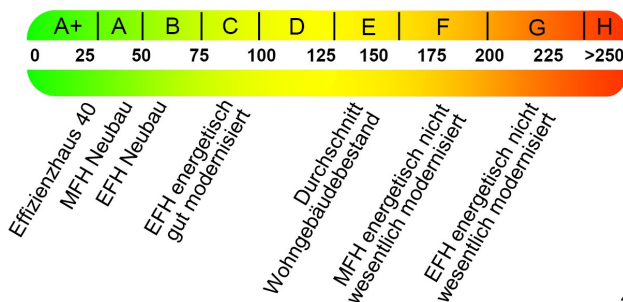 A+ A B C D E F G H
0 25 50 75 100 125 150 175 200 225 >250
Effizienzhaus 40
MFH Neubau
EFH Neubau
EFH energetisch
gut modernisiert
Durchschnitt
Wohngebäudebestand
MFH energetisch nicht
wesentlich modernisiert
EFH energetisch nicht
wesentlich modernisiert